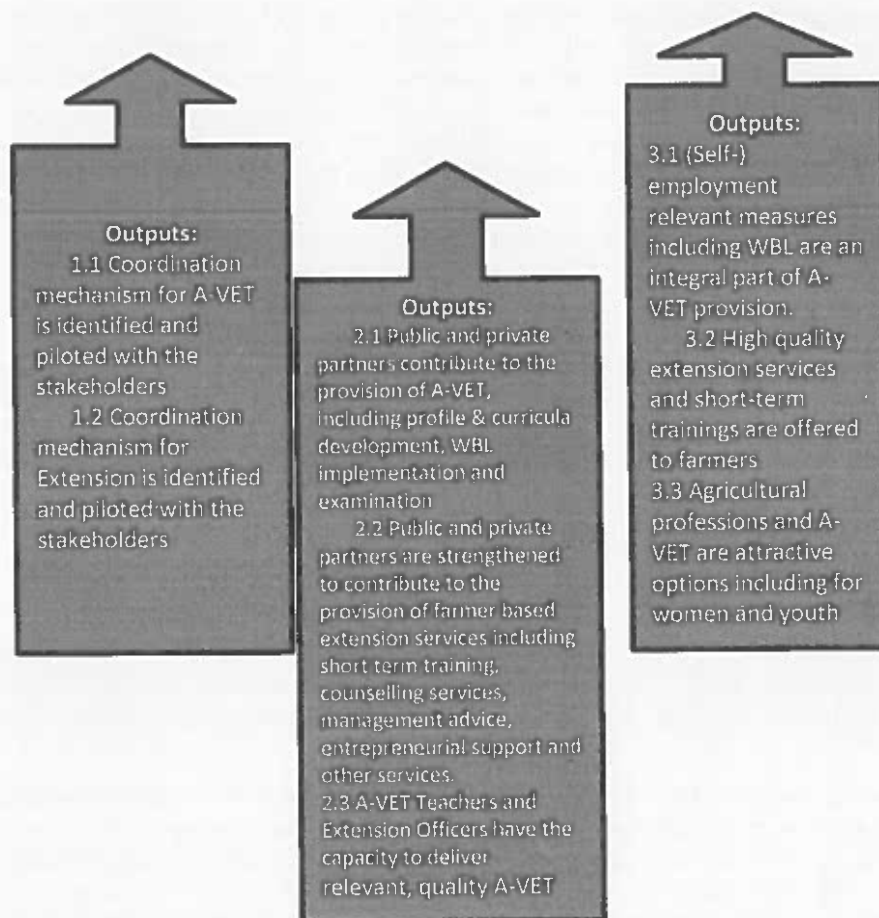 Outputs:
1.1 Coordination
mechanism for A-VET
is identified and
piloted with the
stakeholders
1.2 Coordination
mechanism for
Extension is identified
and piloted with the
stakeholders
Outputs:
2.1 Public and private
partners contribute to the
provision of A-VET,
including profile & curricula
development, WBL
implementation and
examination
2.2 Public and private
partners are strengthened
to contribute to the
provision of farmer based
extension services including
short term training,
counselling services,
management advice,
entrepreneurial support and
other services.
2.3 A-VET Teachers and
Extension Officers have the
capacity to deliver
relevant, quality A-VET
Outputs:
3.1 (Self-)
employment
relevant measures
including WBL are an
integral part of A-
VET provision.
3.2 High quality
extension services
and short-term
trainings are offered
to farmers
3.3 Agricultural
professions and A-
VET are attractive
options including for
women and youth